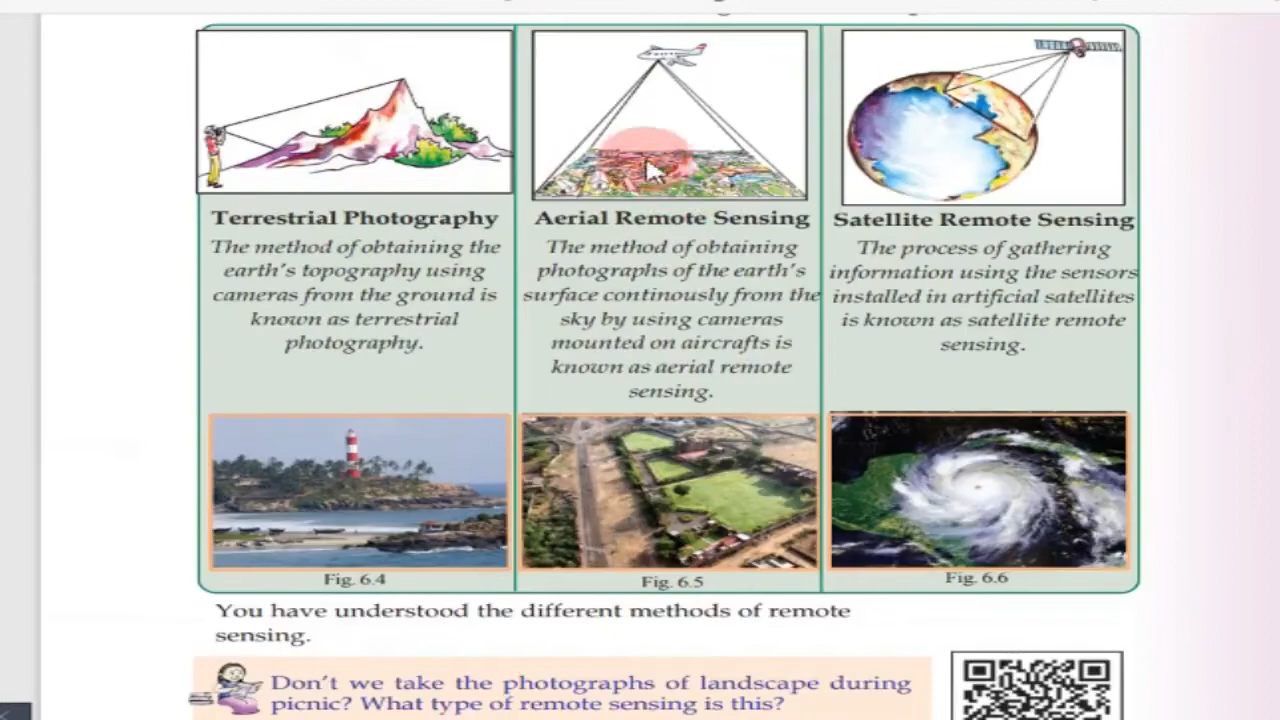 Terrestrial Photography
The method of obtaining the
earth's topography using
cameras from the ground is
known as terrestrial
photography.
Fig. 6.4
Aerial Remote Sensing
The method of obtaining
photographs of the earth's
surface continously from the
sky by using cameras
mounted on aircrafts is
known as aerial remote
sensing.
Fig. 6.5
Satellite Remote Sensing
The process of gathering
information using the sensors
installed in artificial satellites
is known as satellite remote
sensing.
Fig. 6.6
You have understood the different methods of remote
sensing.
Don't we take the photographs of landscape during
picnic? What type of remote sensing is this?